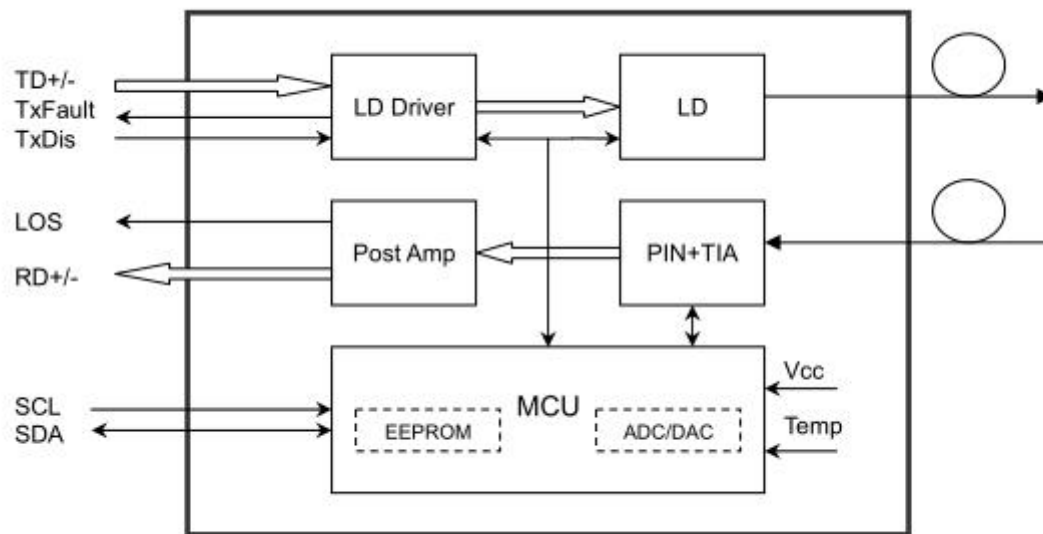 TD+/-
TxFault
TxDis
LD Driver
LD
LOS
RD+/-
Post Amp
PIN+TIA
SCL
SDA
MCU
EEPROM
ADC/DAC
Vcc
Temp